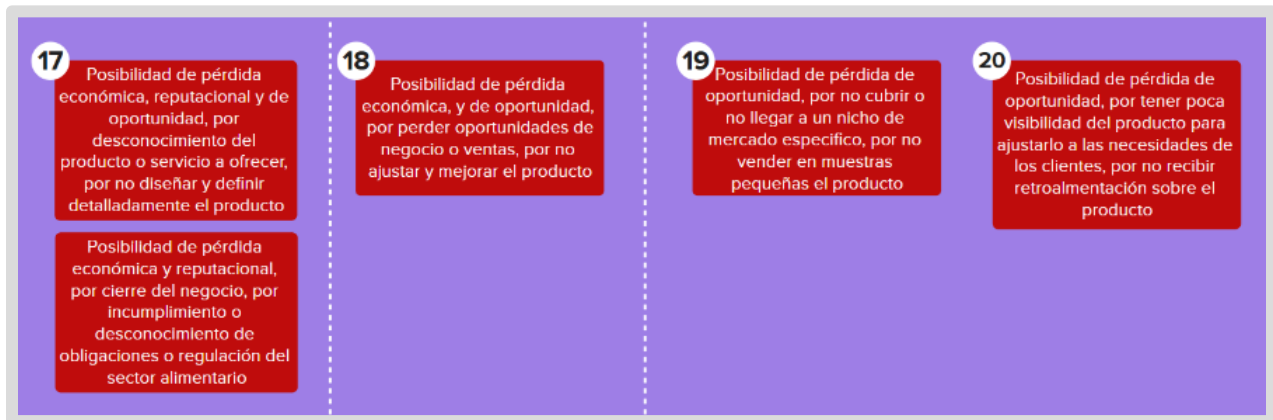 17
Posibilidad de pérdida
económica, reputacional y de
oportunidad, por
desconocimiento del
producto o servicio a ofrecer,
por no diseñar y definir
detalladamente el producto
Posibilidad de pérdida
económica y reputacional,
por cierre del negocio, por
incumplimiento o
desconocimiento de
obligaciones o regulación del
sector alimentario
18
Posibilidad de pérdida
económica, y de oportunidad,
por perder oportunidades de
negocio o ventas, por no
ajustar y mejorar el producto
19
Posibilidad de pérdida de
oportunidad, por no cubrir o
no llegar a un nicho de
mercado especifico, por no
vender en muestras
pequeñas el producto
20
Posibilidad de pérdida de
oportunidad, por tener poca
visibilidad del producto para
ajustarlo a las necesidades de
los clientes, por no recibir
retroalmentación sobre el
producto